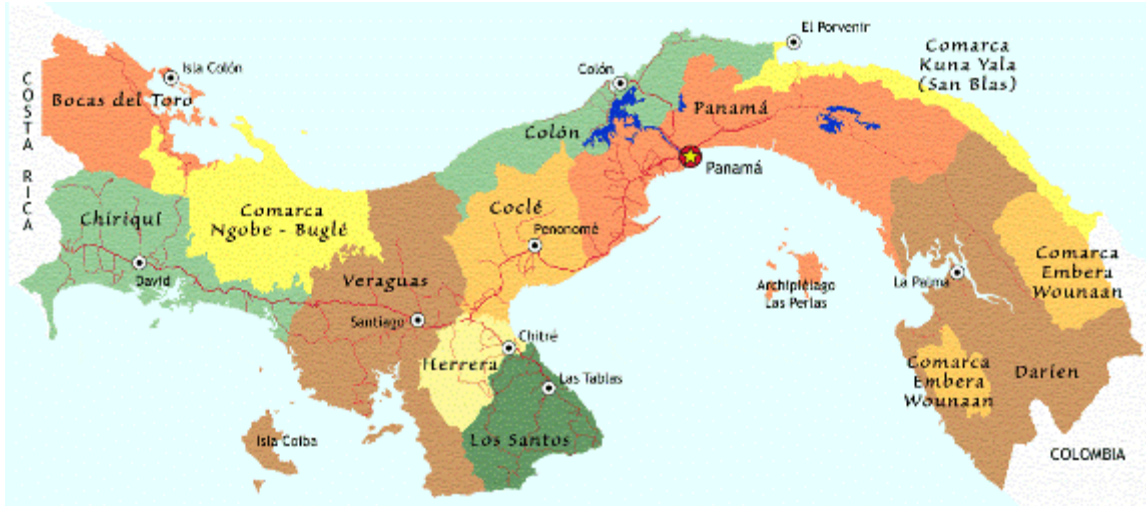 El Porvenir
Comarca
Kuna Yala
(San Blas)
Isla Colón
Colón
COSTA RICA
Bocas del Toro
Panamá
Colón
Panamá
Chiriquí
Comarca
Ngobe - Buglé
Coclé
Penonomé
David
Veraguas
Comarca
Embera
Wounaan
La Palma
Archipiélago
Las Perlas
Santiago
Chitré
Herrera
Las Tablas
Comarca
Embera
Wounaan
Daríen
Isla Coiba
Los Santos
COLOMBIA